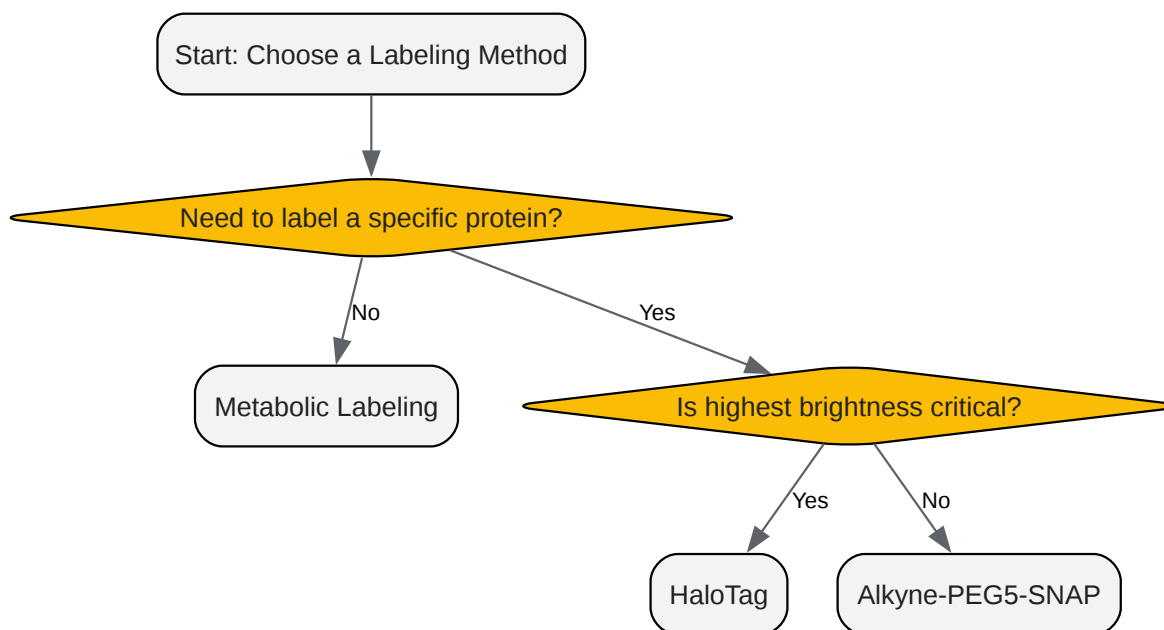 Start: Choose a Labeling Method
Need to label a specific protein?
No
Yes
Metabolic Labeling
Is highest brightness critical?
Yes
No
HaloTag
Alkyne-PEG5-SNAP